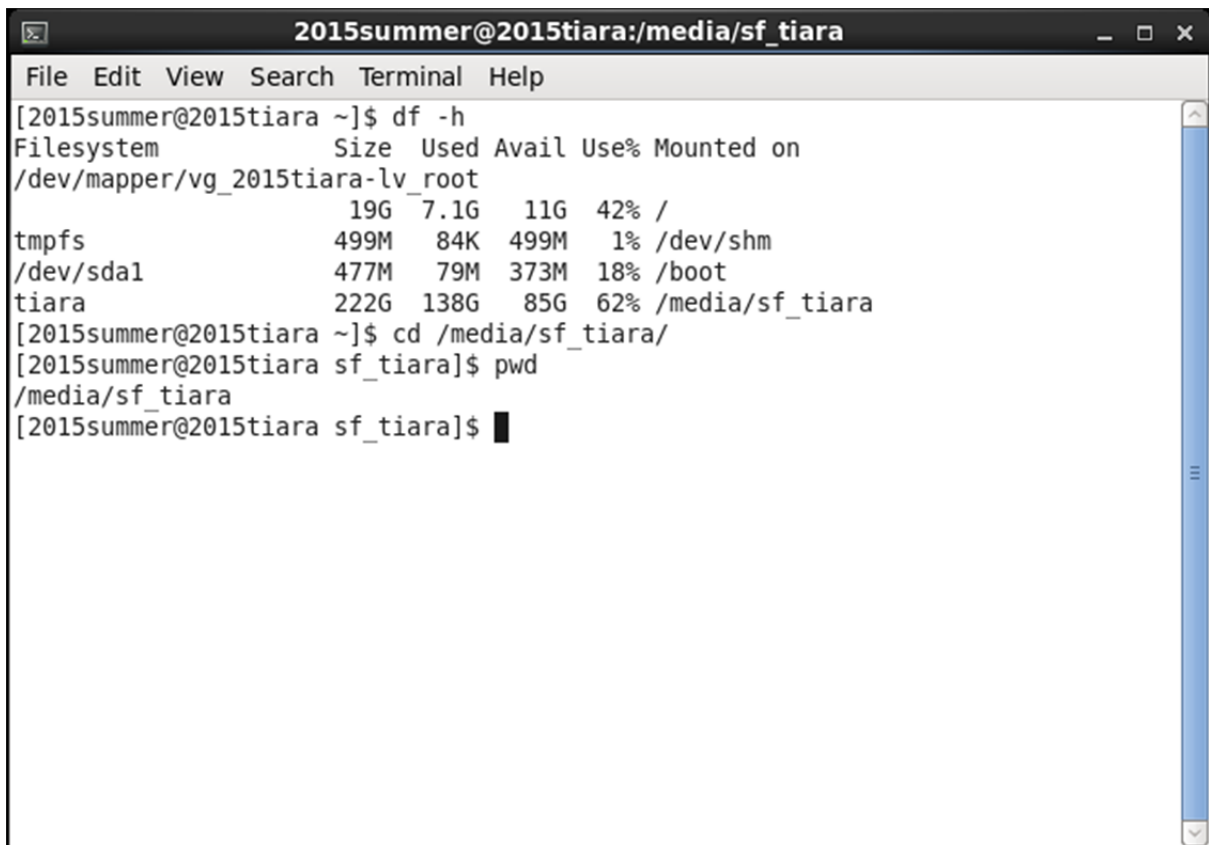 2015summer@2015tiara:/media/sf_tiara
File Edit View Search Terminal Help
[2015summer@2015tiara ~]$ df -h
Filesystem            Size  Used Avail Use% Mounted on
/dev/mapper/vg_2015tiara-lv_root
                       19G  7.1G   11G  42% /
tmpfs                 499M   84K  499M   1% /dev/shm
/dev/sda1             477M   79M  373M  18% /boot
tiara                 222G  138G   85G  62% /media/sf_tiara
[2015summer@2015tiara ~]$ cd /media/sf_tiara/
[2015summer@2015tiara sf_tiara]$ pwd
/media/sf_tiara
[2015summer@2015tiara sf_tiara]$